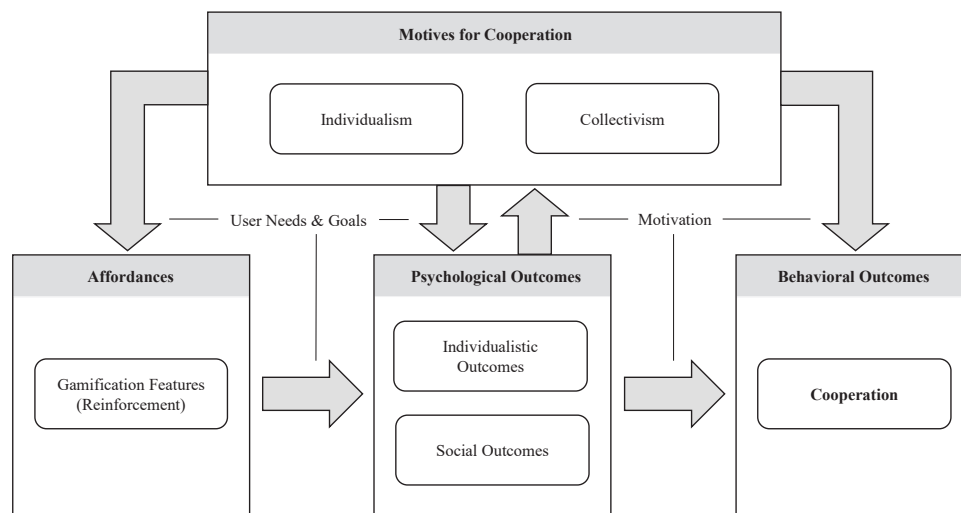 Motives for Cooperation
Individualism
Collectivism
User Needs & Goals
Motivation
Affordances
Psychological Outcomes
Behavioral Outcomes
Gamification Features
(Reinforcement)
Individualistic
Outcomes
Social Outcomes
Cooperation